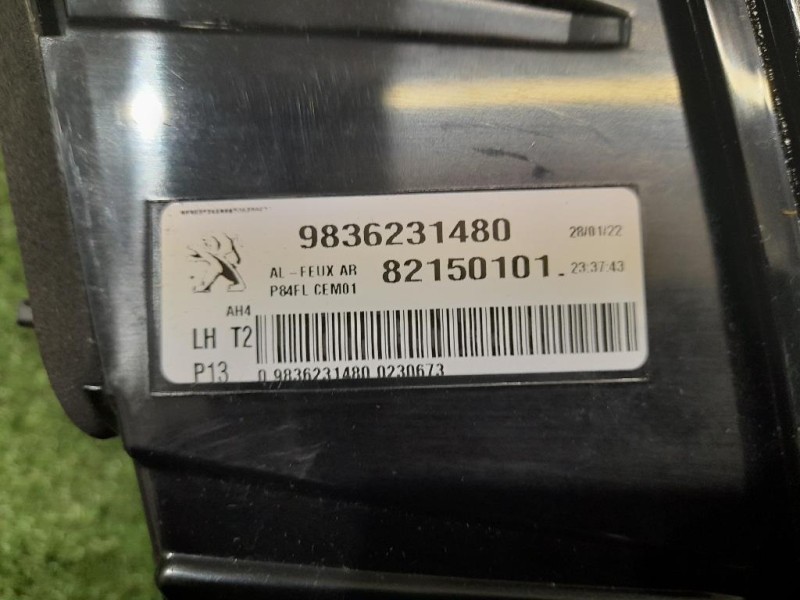 9836231480 28/01/22
AL-FEUX AR 82150101. 23:37:43
P84FL CEM01
AH4
LH T2
P13 0 9836231480 0230673